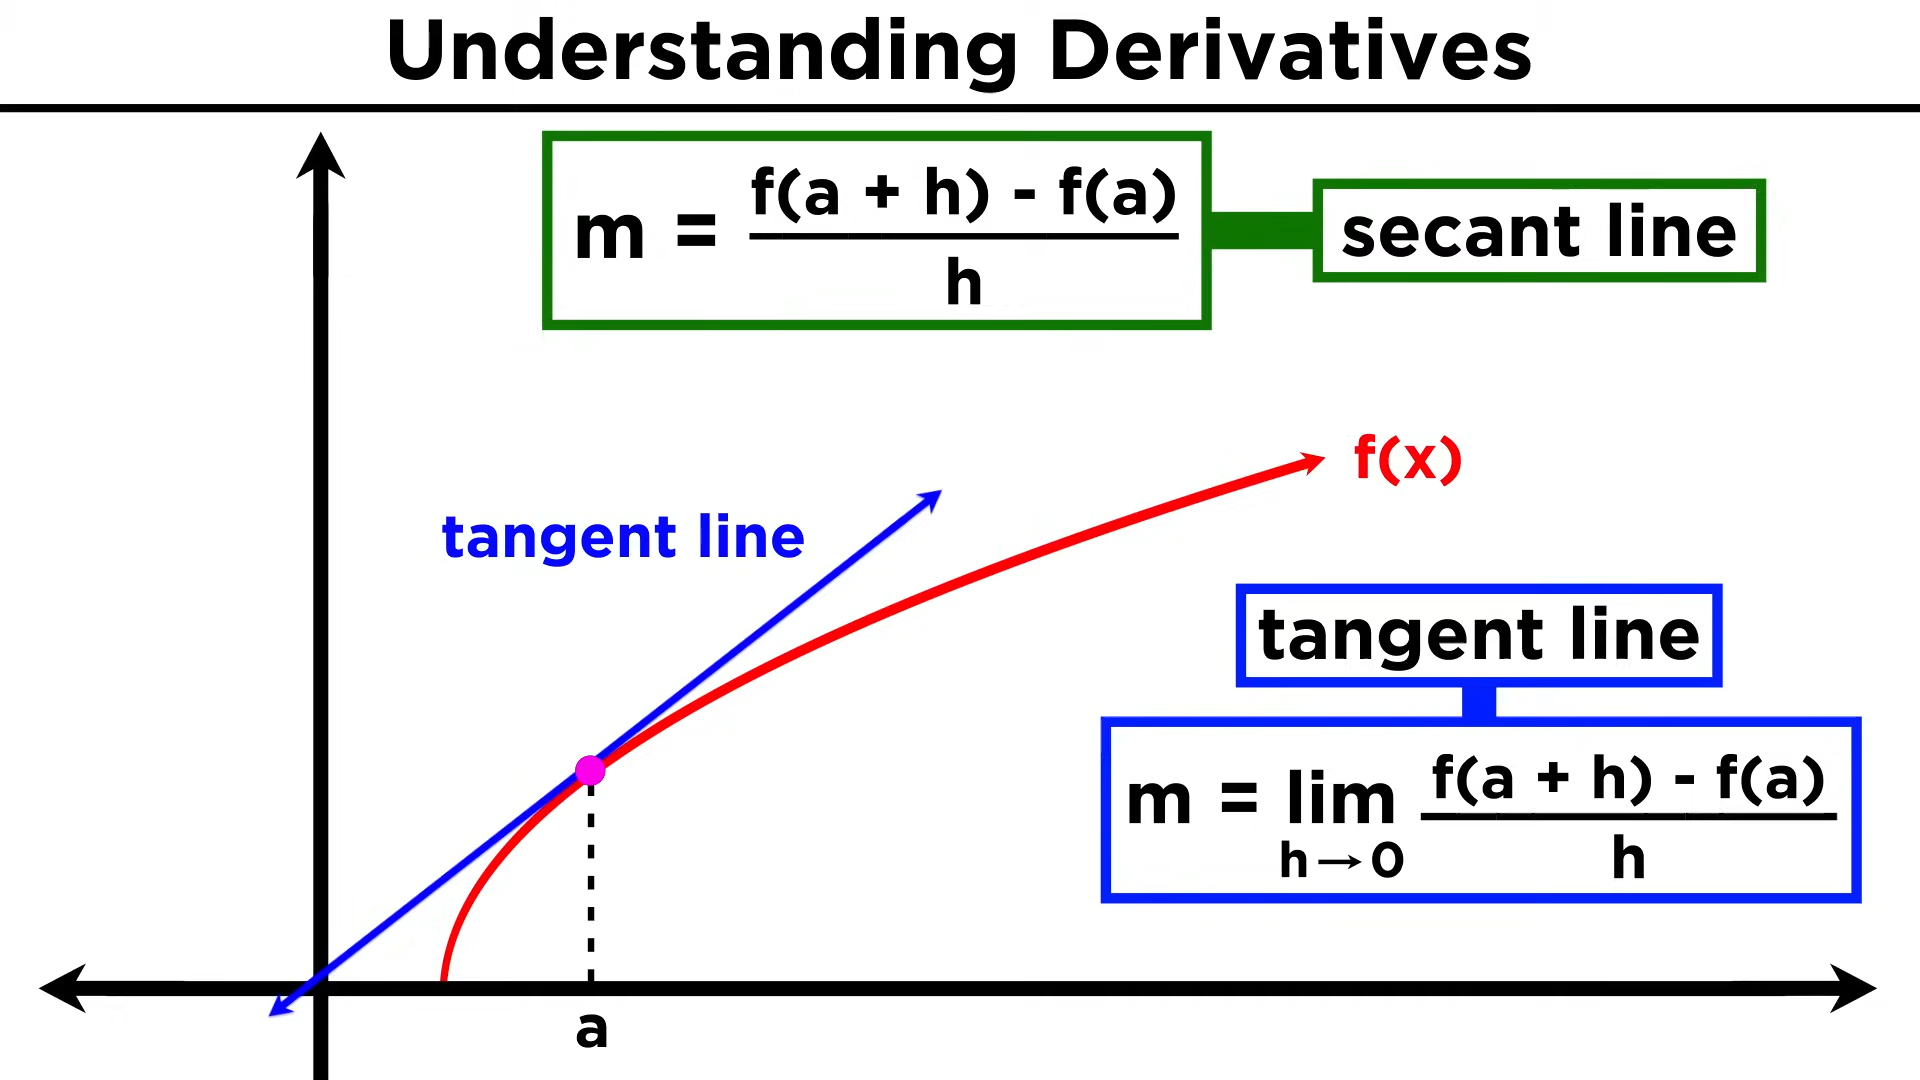 Understanding Derivatives
m = f(a + h) - f(a)
h
secant line
f(x)
tangent line
tangent line
m = lim f(a + h) - f(a)
h→0 h
a